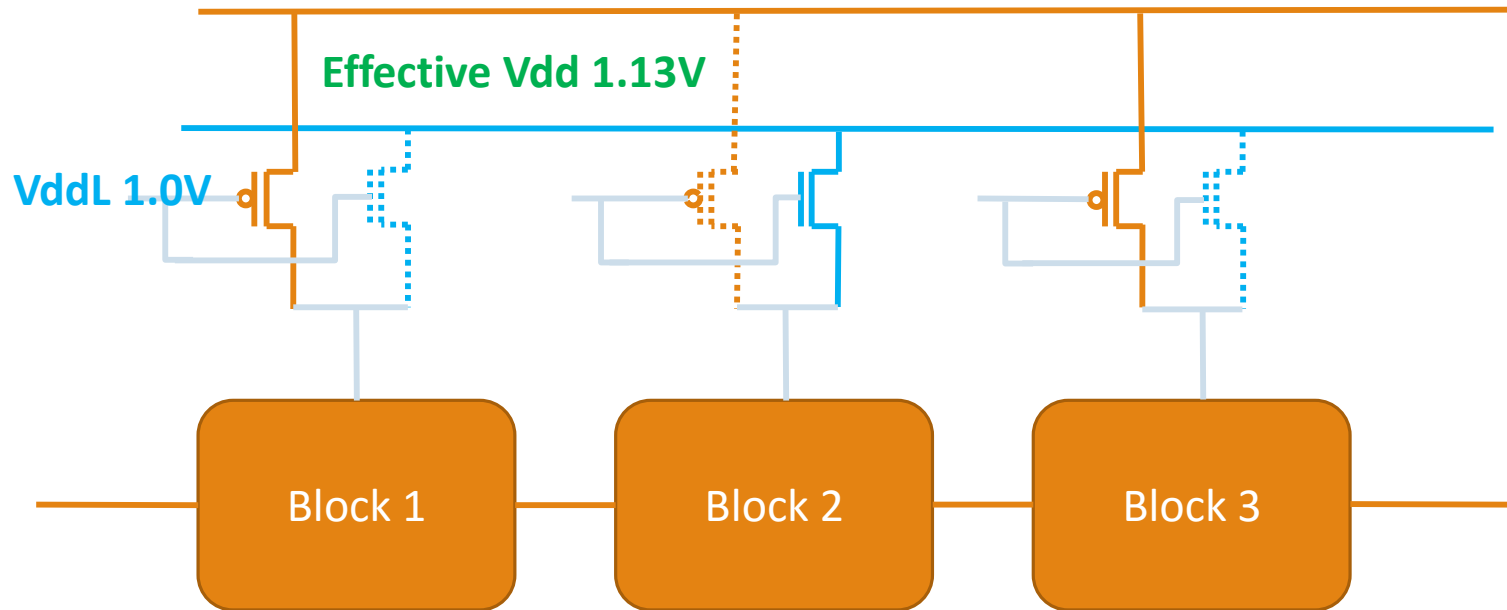 Effective Vdd 1.13V
VddL 1.0V
Block 1
Block 2
Block 3